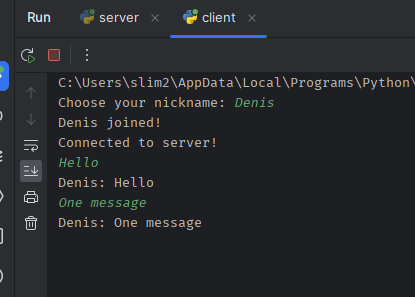 Run
server
client
C:\Users\slim2\AppData\Local\Programs\Python\
Choose your nickname: Denis
Denis joined!
Connected to server!
Hello
Denis: Hello
One message
Denis: One message